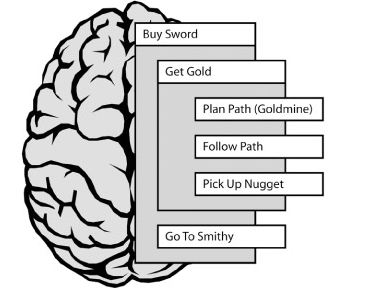 Buy Sword
Get Gold
Plan Path (Goldmine)
Follow Path
Pick Up Nugget
Go To Smithy